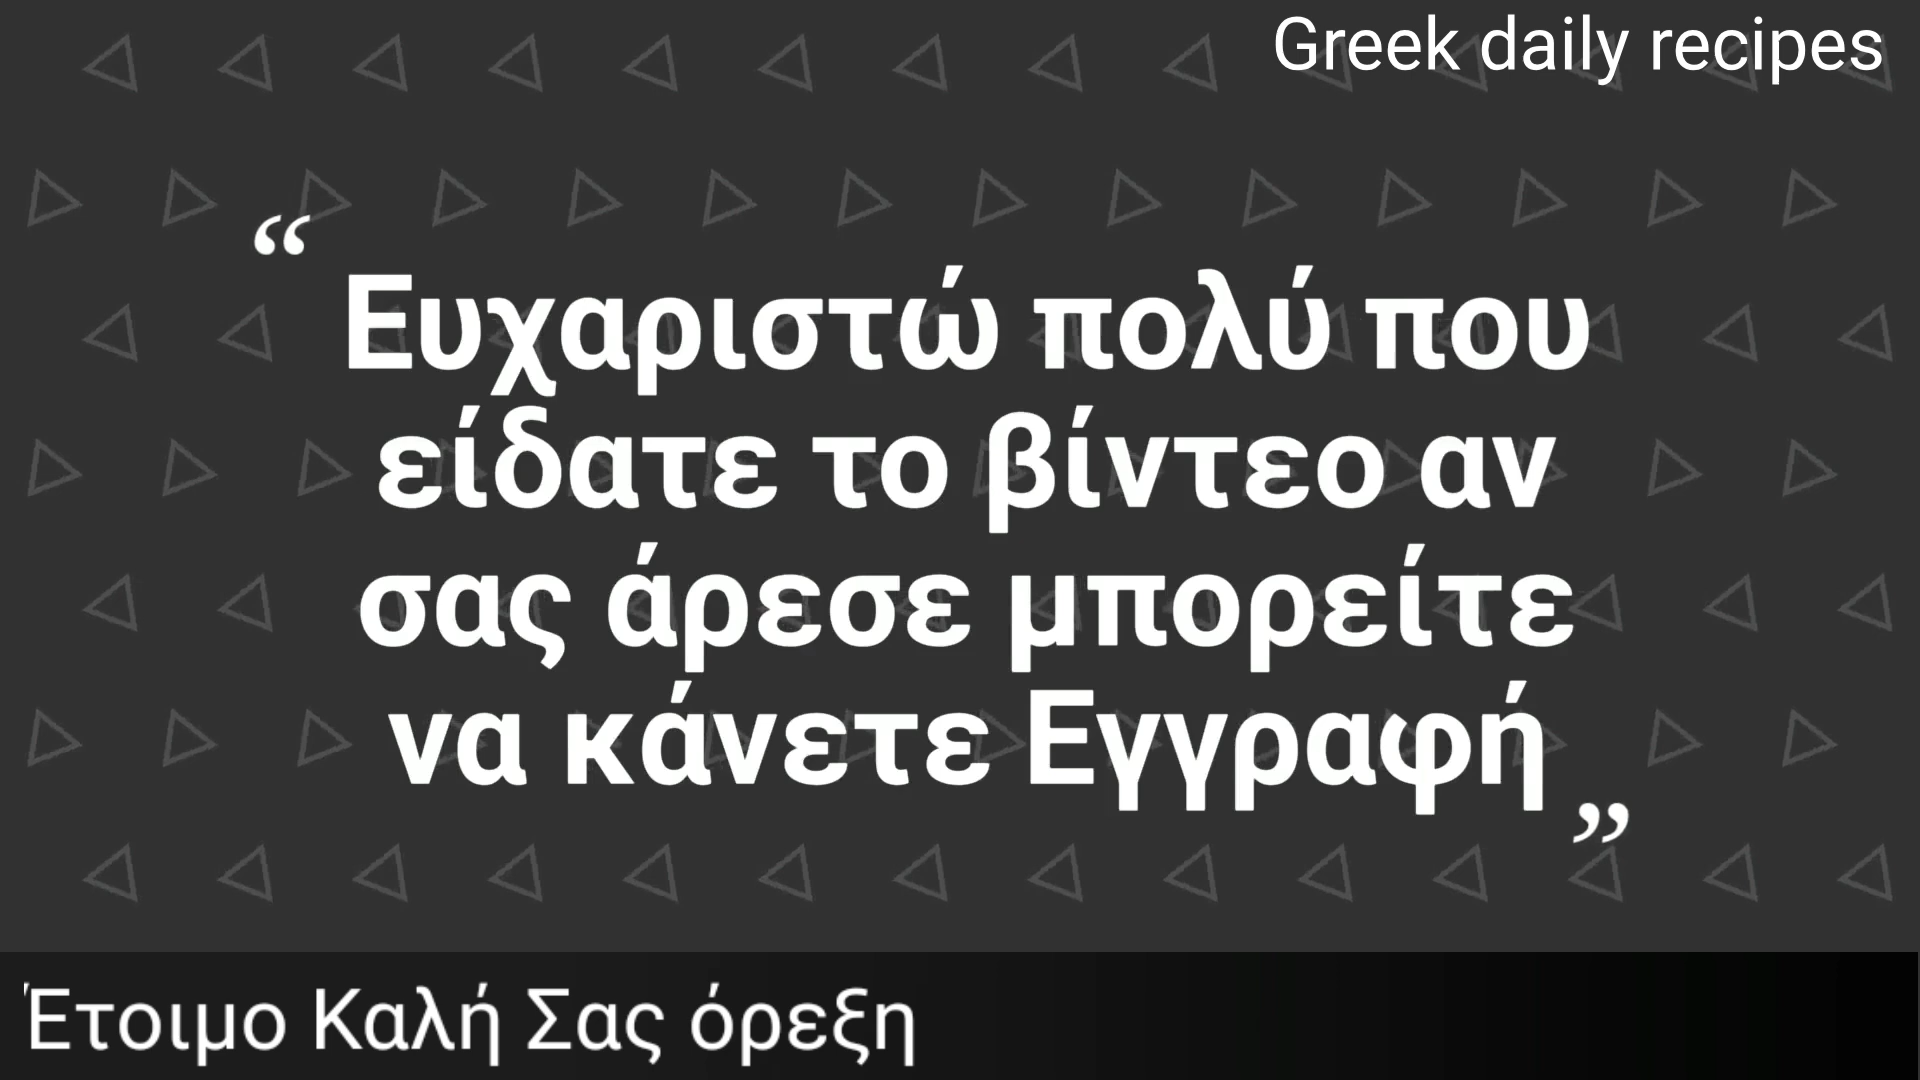 Greek daily recipes
“ Ευχαριστώ πολύ που
είδατε το βίντεο αν
σας άρεσε μπορείτε
να κάνετε Εγγραφή ”
Έτοιμο Καλή Σας όρεξη